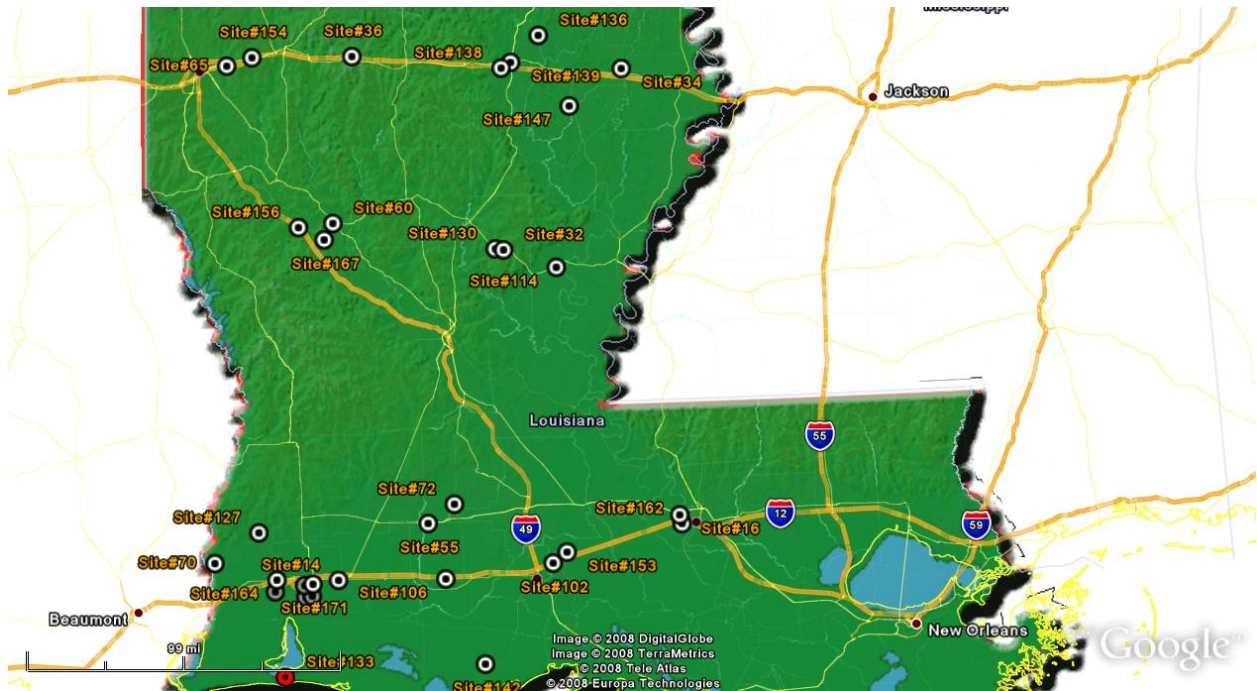 Mississippi
Site#136
Site#154
Site#36
Site#138
Site#65
Site#139
Site#34
Jackson
Site#147
Site#156
Site#60
Site#130
Site#32
Site#167
Site#114
Louisiana
55
Site#72
Site#162
12
Site#127
49
Site#16
59
Site#55
Site#70
Site#14
Site#153
Site#164
Site#106
Site#102
Site#171
Beaumont
New Orleans
99 mi
Site#133
Image © 2008 DigitalGlobe
Image © 2008 TerraMetrics
© 2008 Tele Atlas
© 2008 Europa Technologies
Site#142
Google